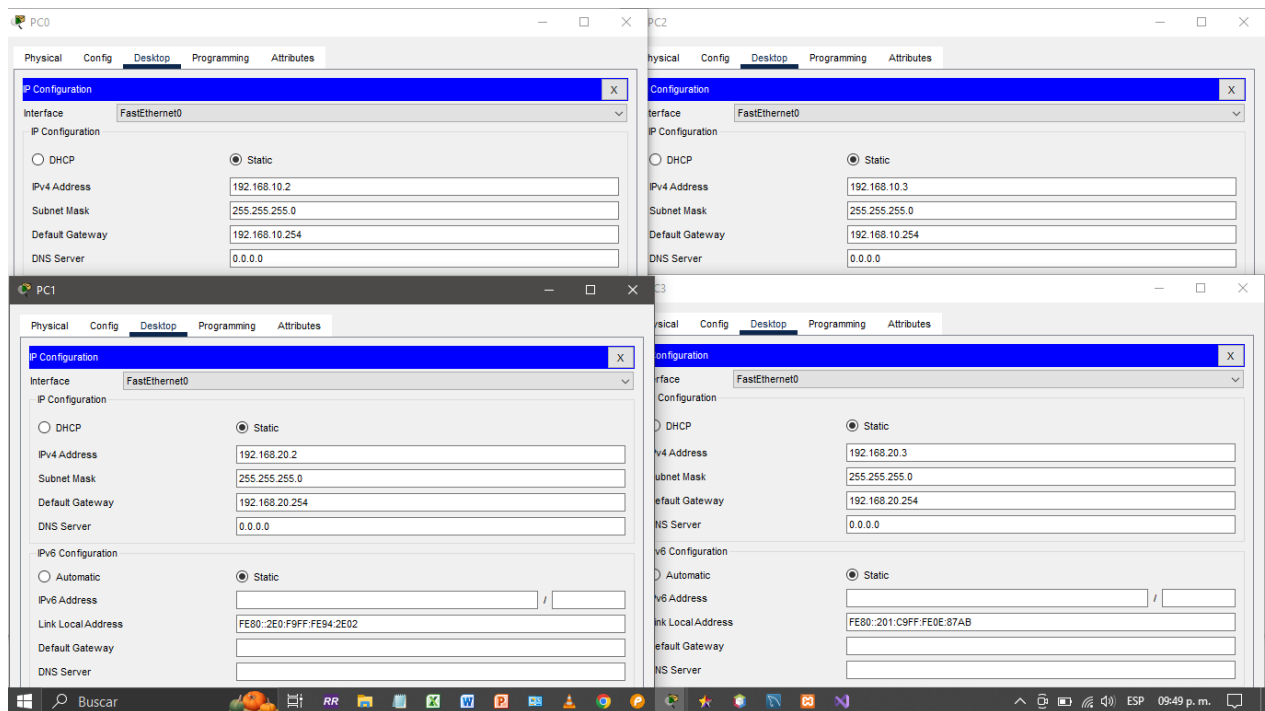 PC0
Physical Config Desktop Programming Attributes
IP Configuration X
Interface FastEthernet0
IP Configuration
DHCP Static
IPv4 Address 192.168.10.2
Subnet Mask 255.255.255.0
Default Gateway 192.168.10.254
DNS Server 0.0.0.0
PC2
hysical Config Desktop Programming Attributes
Configuration X
terface FastEthernet0
IP Configuration
DHCP Static
IPv4 Address 192.168.10.3
Subnet Mask 255.255.255.0
Default Gateway 192.168.10.254
DNS Server 0.0.0.0
PC1
Physical Config Desktop Programming Attributes
IP Configuration X
Interface FastEthernet0
IP Configuration
DHCP Static
IPv4 Address 192.168.20.2
Subnet Mask 255.255.255.0
Default Gateway 192.168.20.254
DNS Server 0.0.0.0
IPv6 Configuration
Automatic Static
IPv6 Address /
Link Local Address FE80::2E0:F9FF:FE94:2E02
Default Gateway
DNS Server
C3
ysical Config Desktop Programming Attributes
onfiguration X
rface FastEthernet0
Configuration
DHCP Static
v4 Address 192.168.20.3
ubnet Mask 255.255.255.0
efault Gateway 192.168.20.254
NS Server 0.0.0.0
v6 Configuration
Automatic Static
v6 Address /
ink Local Address FE80::201:C9FF:FE0E:87AB
efault Gateway
NS Server
Buscar RR ESP 09:49 p. m.